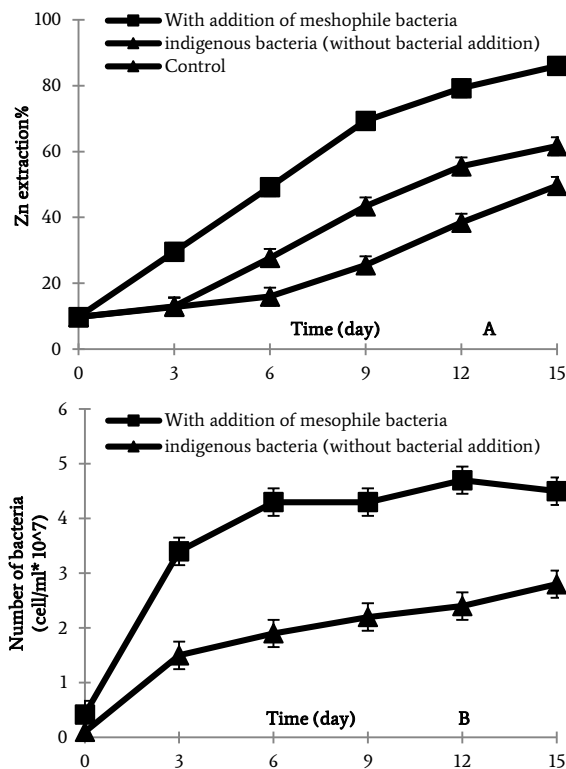 With addition of meshophile bacteria
indigenous bacteria (without bacterial addition)
Control
Zn extraction%
100
80
60
40
20
0
Time (day)
A
0 3 6 9 12 15
With addition of mesophile bacteria
indigenous bacteria (without bacterial addition)
Number of bacteria
(cell/ml* 10^7)
6
5
4
3
2
1
0
Time (day)
B
0 3 6 9 12 15